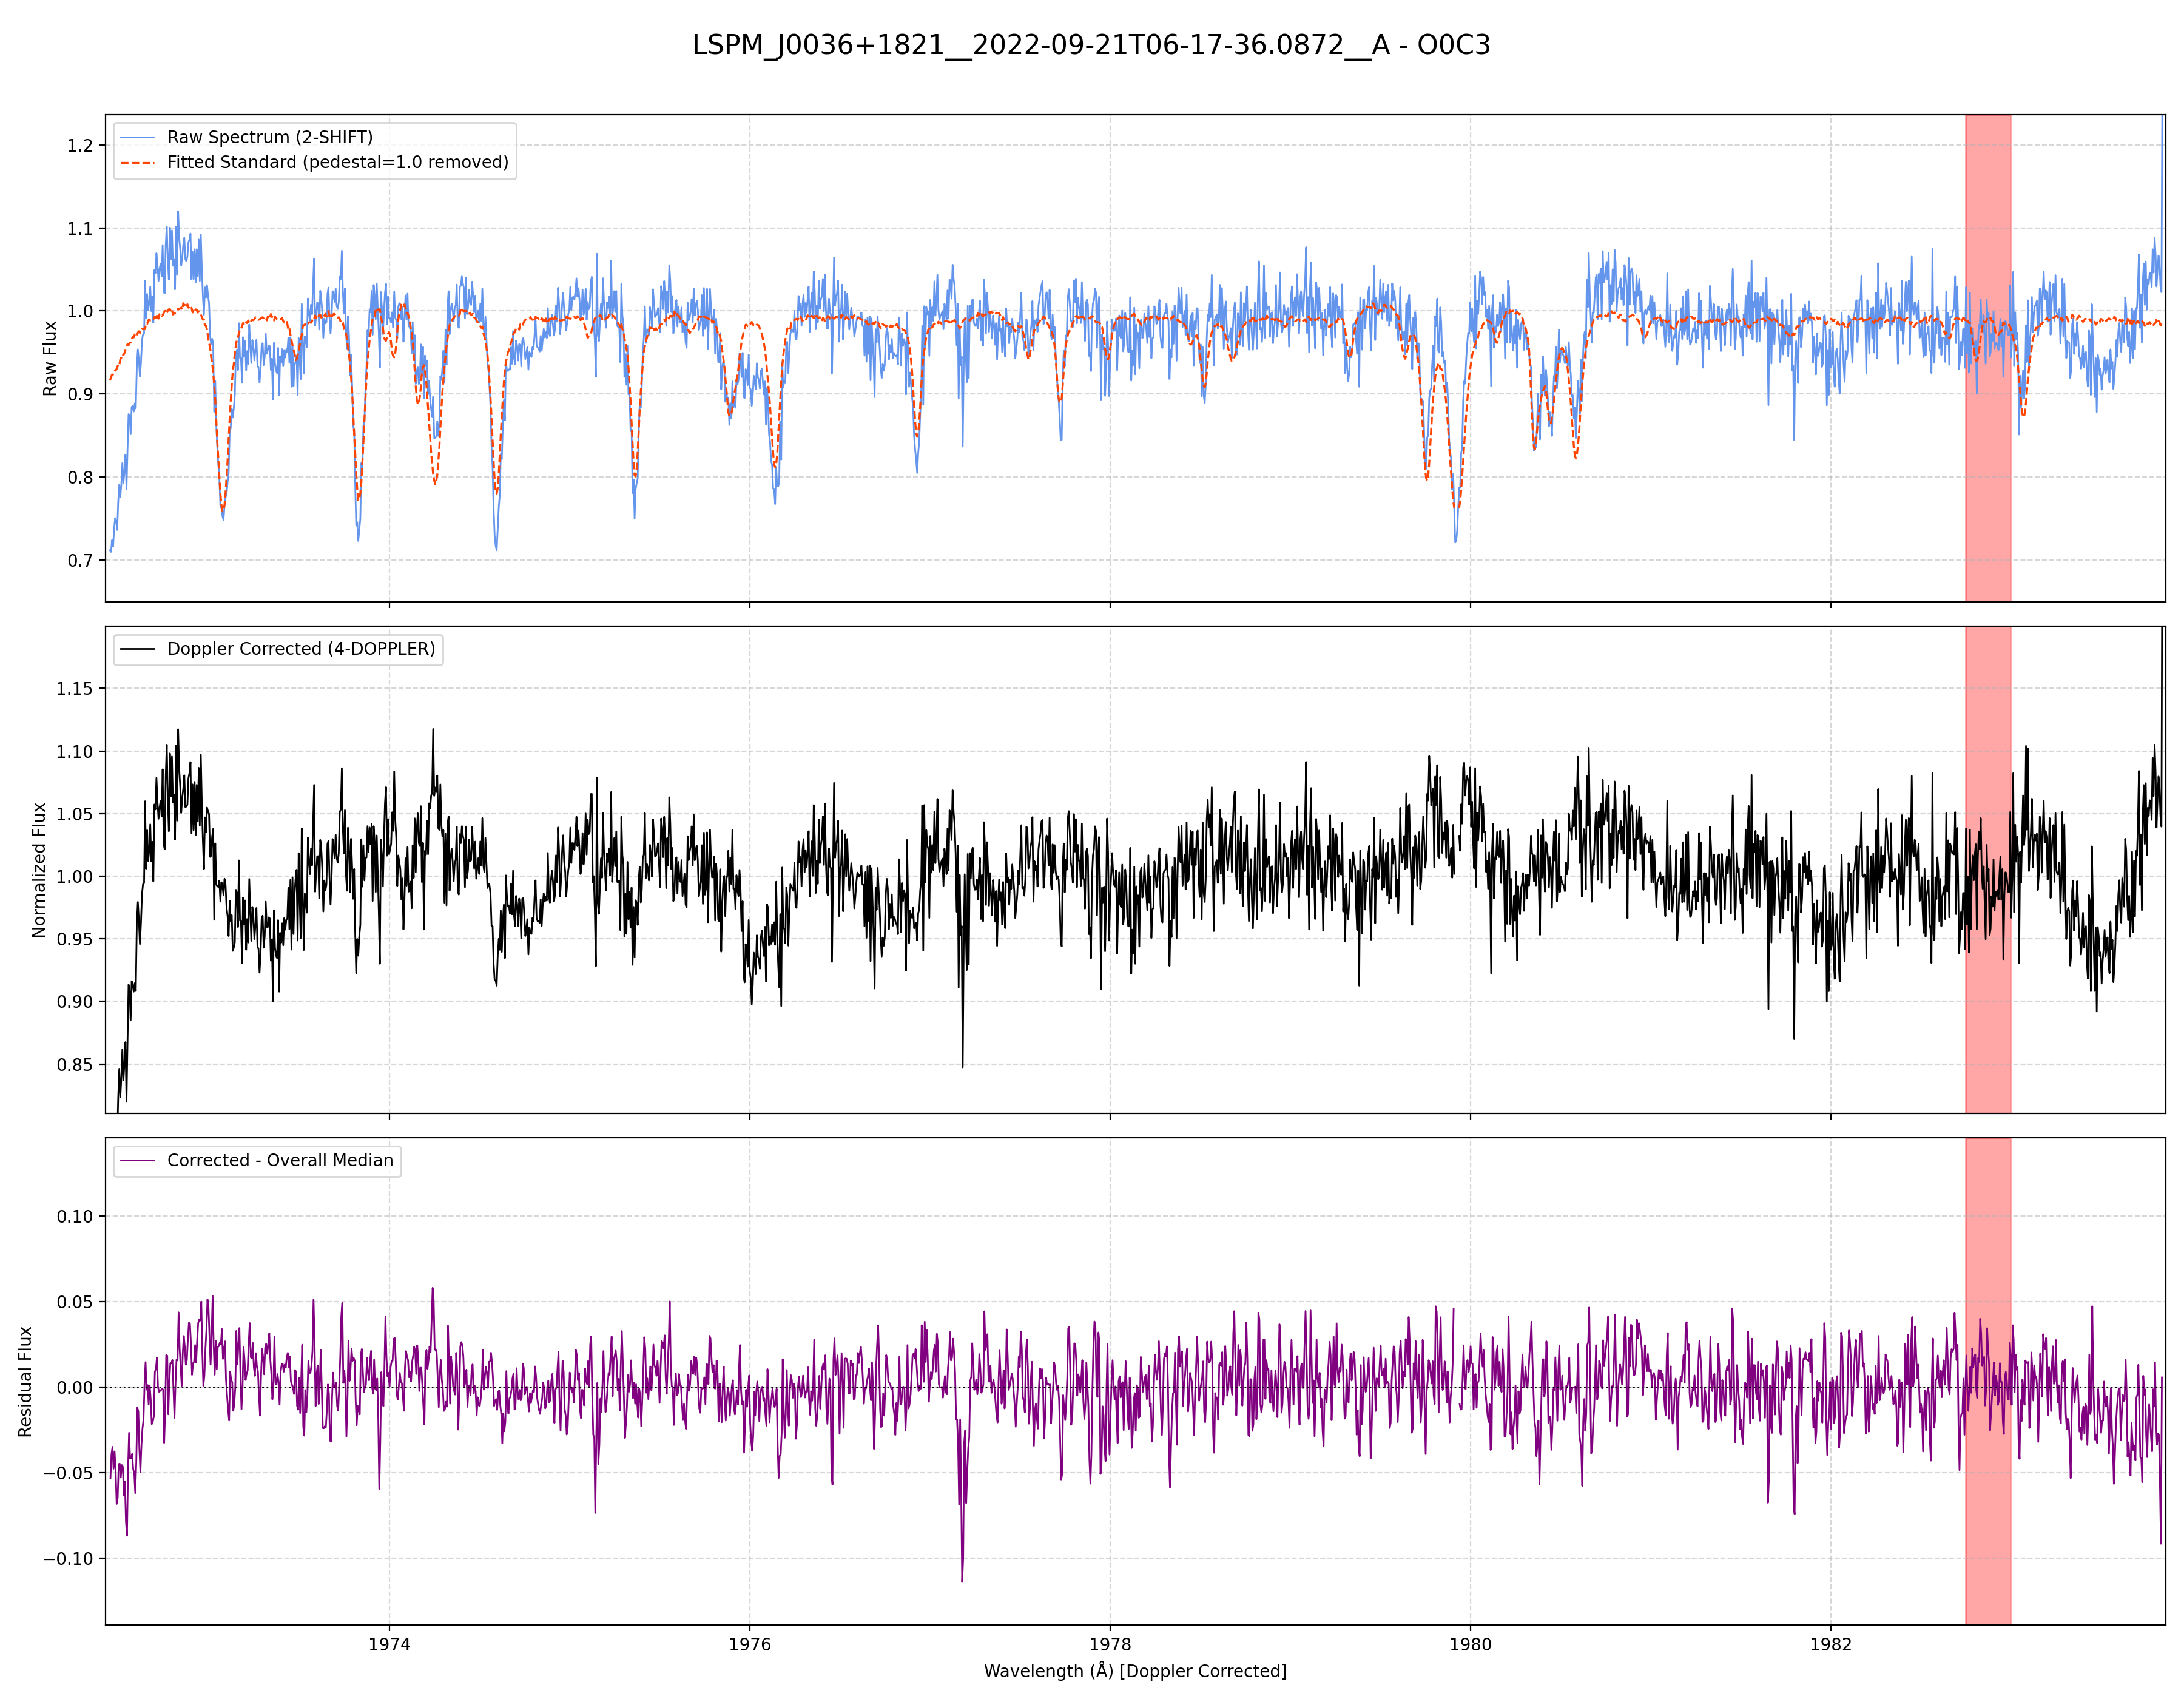 LSPM_J0036+1821__2022-09-21T06-17-36.0872__A - O0C3
Raw Spectrum (2-SHIFT)
Fitted Standard (pedestal=1.0 removed)
1.2
1.1
1.0
0.9
0.8
0.7
Raw Flux
Doppler Corrected (4-DOPPLER)
1.15
1.10
1.05
1.00
0.95
0.90
0.85
Normalized Flux
Corrected - Overall Median
0.10
0.05
0.00
−0.05
−0.10
Residual Flux
1974
1976
1978
1980
1982
Wavelength (Å) [Doppler Corrected]